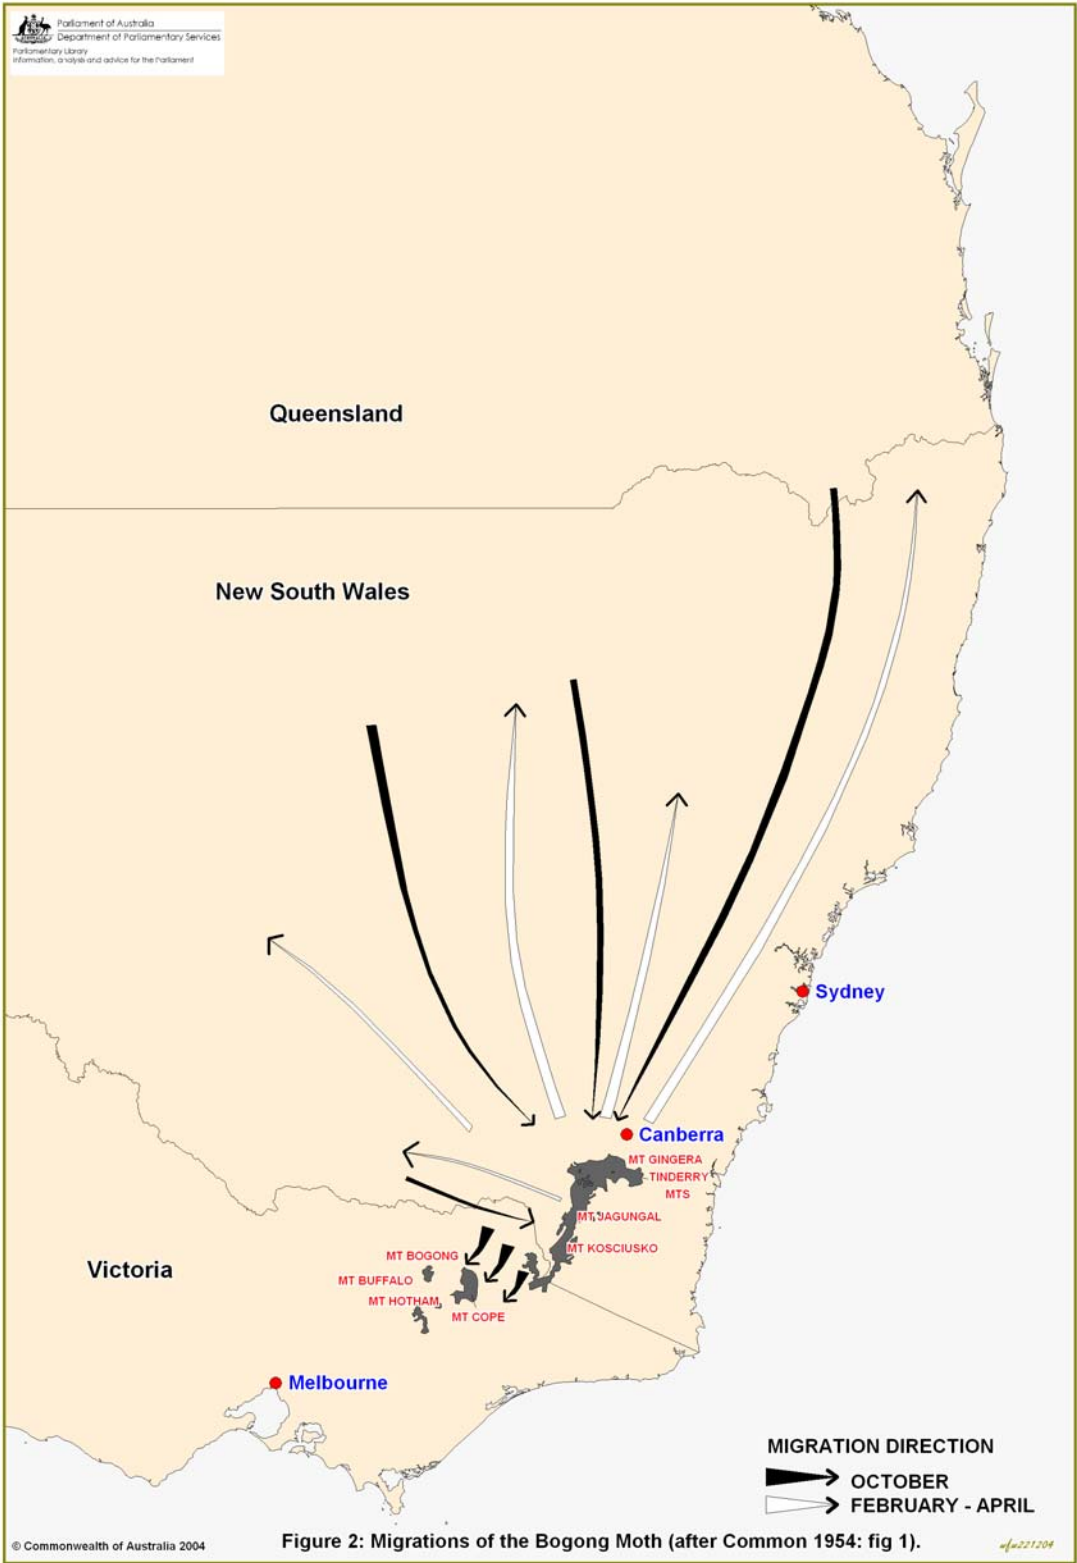 Parliament of Australia
Department of Parliamentary Services
Parliamentary Library
information, analysis and advice for the Parliament
Queensland
New South Wales
Sydney
Canberra
MT GINGERA
TINDERRY
MTS
MT JAGUNGAL
MT KOSCIUSKO
MT BOGONG
Victoria
MT BUFFALO
MT HOTHAM
MT COPE
Melbourne
MIGRATION DIRECTION
OCTOBER
FEBRUARY - APRIL
Figure 2: Migrations of the Bogong Moth (after Common 1954: fig 1).
© Commonwealth of Australia 2004